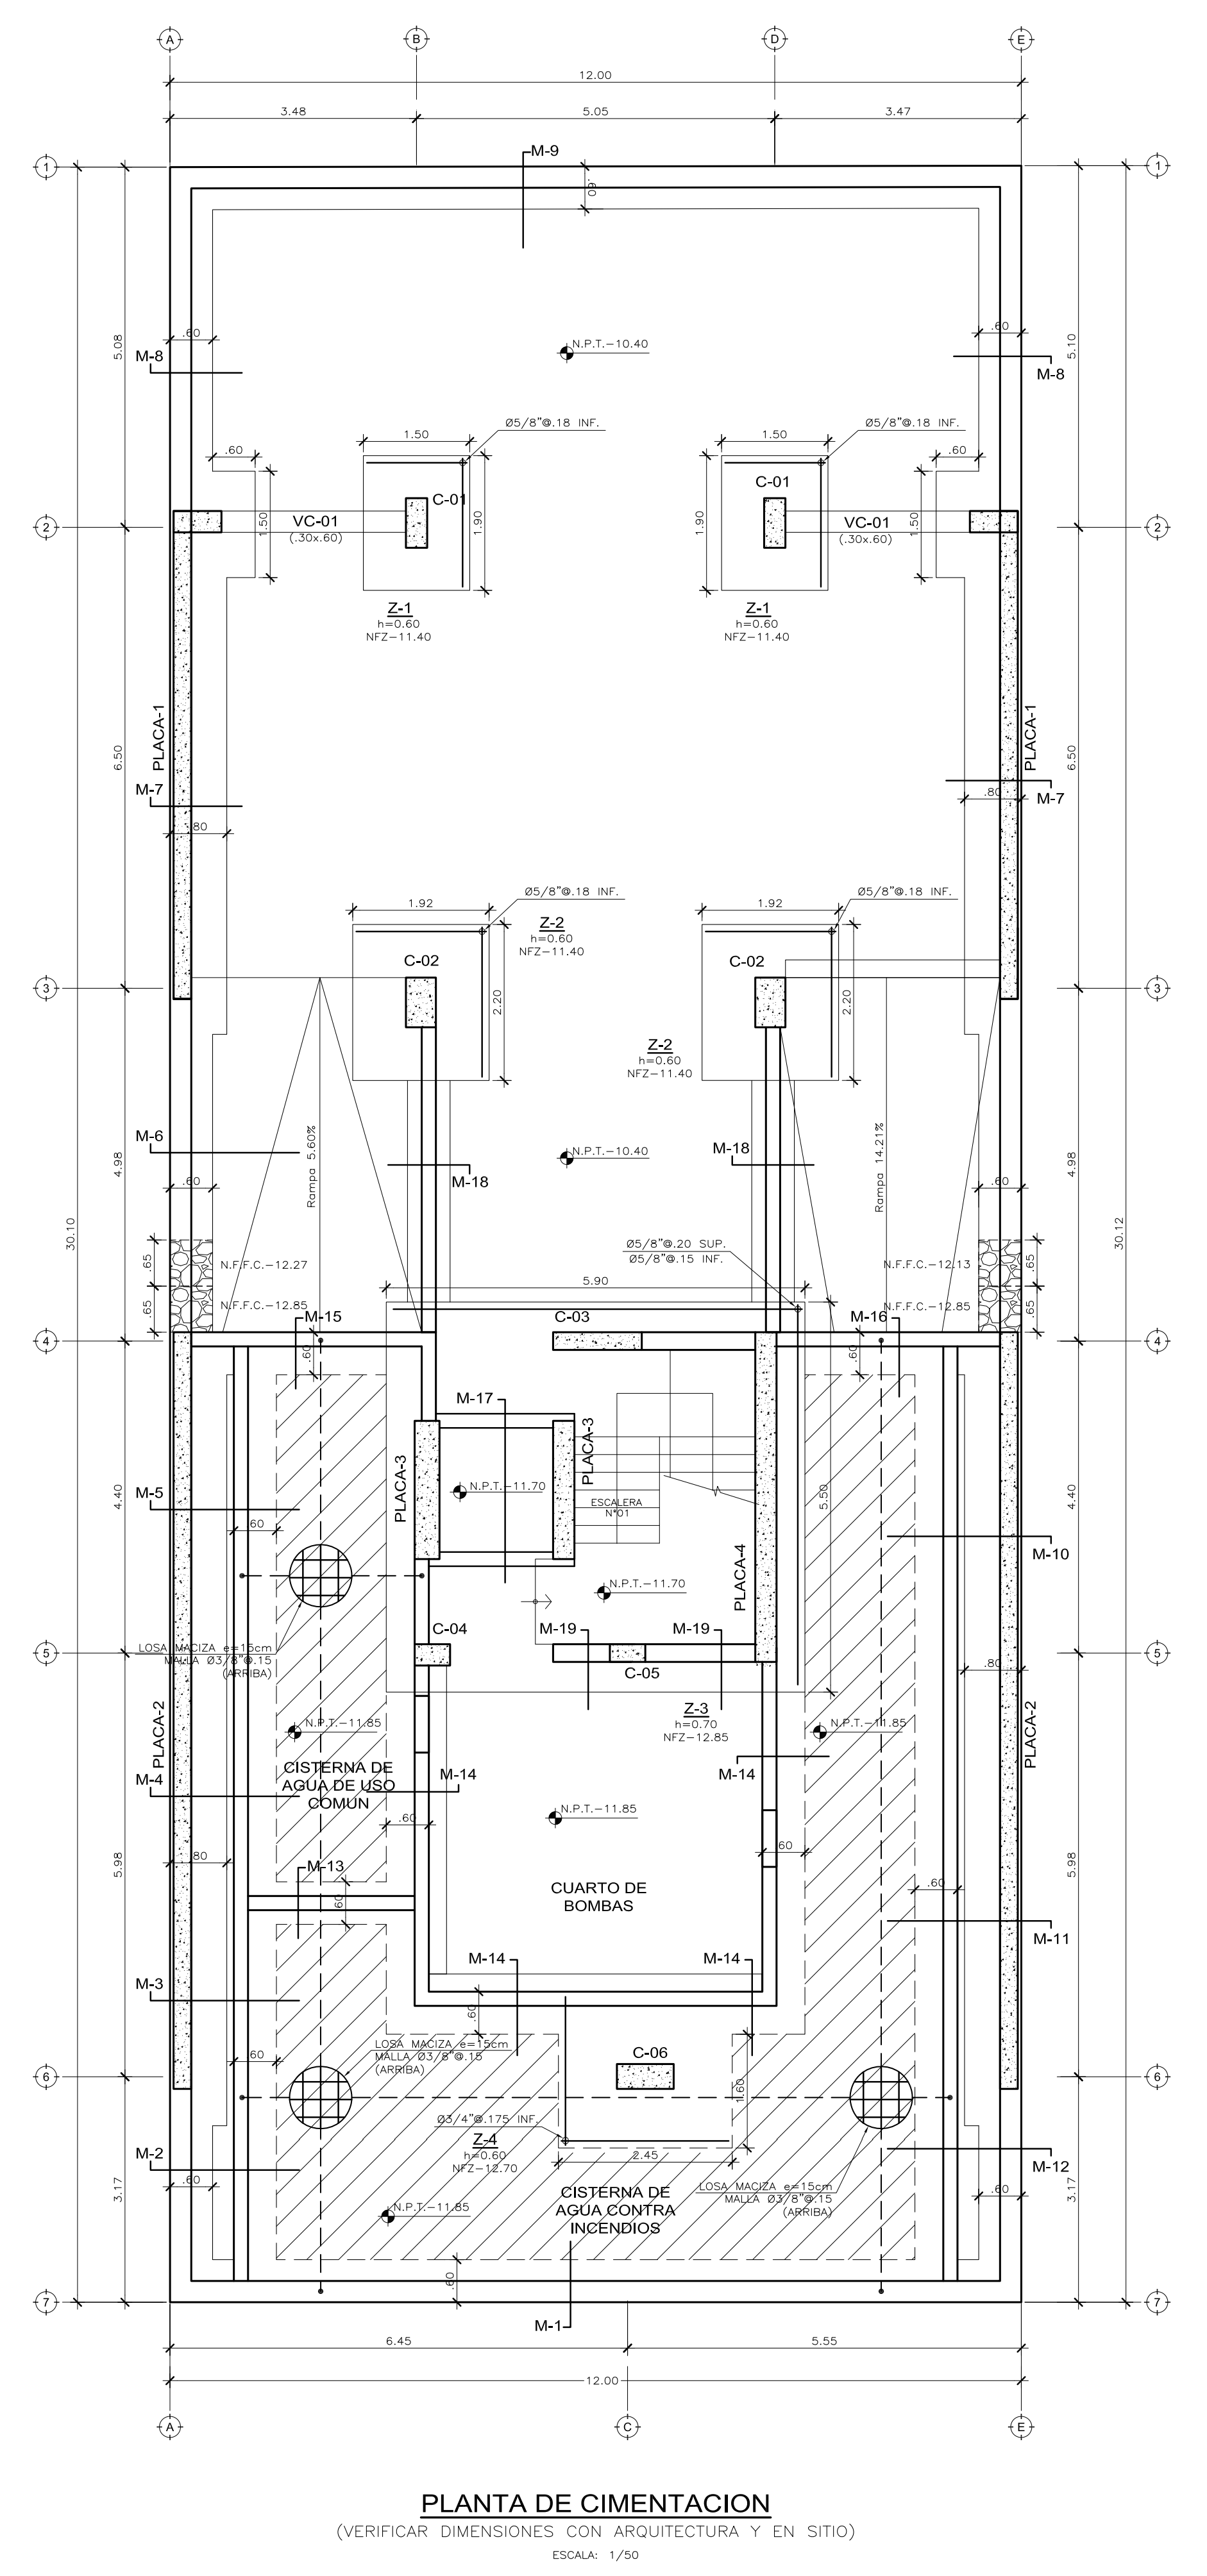 A
B
D
E
12.00
3.48
5.05
3.47
M-9
1
1
.60
5.08
5.10
.60
.60
N.P.T.-10.40
M-8
M-8
Ø5/8"@.18 INF.
Ø5/8"@.18 INF.
1.50
1.50
.60
.60
C-01
C-01
2
2
VC-01
(.30x.60)
VC-01
(.30x.60)
1.50
1.90
1.90
1.50
Z-1
h=0.60
NFZ-11.40
Z-1
h=0.60
NFZ-11.40
PLACA-1
PLACA-1
6.50
6.50
M-7
M-7
.80
.80
Ø5/8"@.18 INF.
Ø5/8"@.18 INF.
1.92
1.92
Z-2
h=0.60
NFZ-11.40
C-02
C-02
3
3
2.20
2.20
Z-2
h=0.60
NFZ-11.40
M-6
Rampa 5.60%
Rampa 14.21%
N.P.T.-10.40
M-18
M-18
4.98
4.98
.60
.60
30.10
30.12
Ø5/8"@.20 SUP.
Ø5/8"@.15 INF.
.65
.65
N.F.F.C.-12.27
N.F.F.C.-12.13
5.90
.65
.65
N.F.F.C.-12.85
N.F.F.C.-12.85
M-15
C-03
M-16
4
4
.60
.60
M-17
PLACA-3
PLACA-3
N.P.T.-11.70
ESCALERA
N°01
5.50
4.40
4.40
M-5
.60
M-10
PLACA-4
N.P.T.-11.70
C-04
M-19
M-19
LOSA MACIZA e=15cm
MALLA Ø3/8"@.15
(ARRIBA)
5
5
C-05
.80
PLACA-2
PLACA-2
Z-3
h=0.70
NFZ-12.85
N.P.T.-11.85
N.P.T.-11.85
CISTERNA DE
AGUA DE USO
COMUN
M-4
M-14
M-14
N.P.T.-11.85
.60
.60
.80
M-13
5.98
5.98
CUARTO DE
BOMBAS
.60
.60
M-11
M-14
M-14
M-3
.60
.60
LOSA MACIZA e=15cm
MALLA Ø3/8"@.15
(ARRIBA)
C-06
6
6
1.60
Ø3/4"@.175 INF.
Z-4
h=0.60
NFZ-12.70
2.45
M-2
M-12
3.17
3.17
.60
.60
LOSA MACIZA e=15cm
MALLA Ø3/8"@.15
(ARRIBA)
CISTERNA DE
AGUA CONTRA
INCENDIOS
N.P.T.-11.85
.60
7
7
M-1
6.45
5.55
12.00
A
C
E
PLANTA DE CIMENTACION
(VERIFICAR DIMENSIONES CON ARQUITECTURA Y EN SITIO)
ESCALA: 1/50